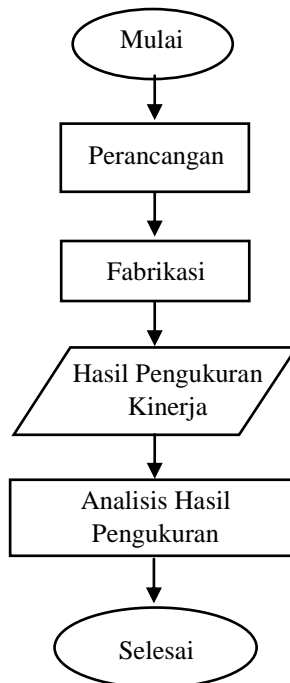 Mulai
Perancangan
Fabrikasi
Hasil Pengukuran
Kinerja
Analisis Hasil
Pengukuran
Selesai